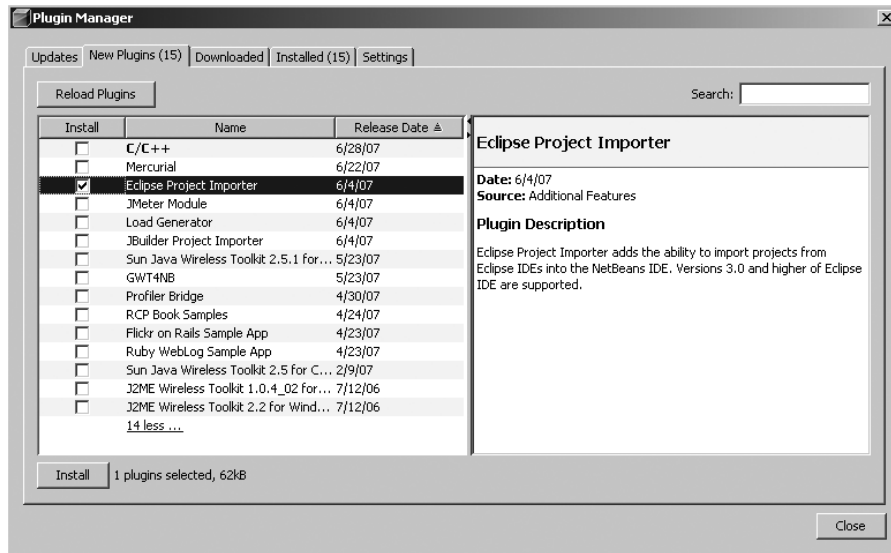 Plugin Manager
Updates New Plugins (15) Downloaded Installed (15) Settings
Reload Plugins Search:
Install Name Release Date
C/C++ 6/28/07
Mercurial 6/22/07
Eclipse Project Importer 6/4/07
JMeter Module 6/4/07
Load Generator 6/4/07
JBuilder Project Importer 6/4/07
Sun Java Wireless Toolkit 2.5.1 for... 5/23/07
GWT4NB 5/23/07
Profiler Bridge 4/30/07
RCP Book Samples 4/24/07
Flickr on Rails Sample App 4/23/07
Ruby WebLog Sample App 4/23/07
Sun Java Wireless Toolkit 2.5 for C... 2/9/07
J2ME Wireless Toolkit 1.0.4_02 for... 7/12/06
J2ME Wireless Toolkit 2.2 for Wind... 7/12/06
14 less ...
Eclipse Project Importer
Date: 6/4/07
Source: Additional Features
Plugin Description
Eclipse Project Importer adds the ability to import projects from
Eclipse IDEs into the NetBeans IDE. Versions 3.0 and higher of Eclipse
IDE are supported.
Install 1 plugins selected, 62kB
Close